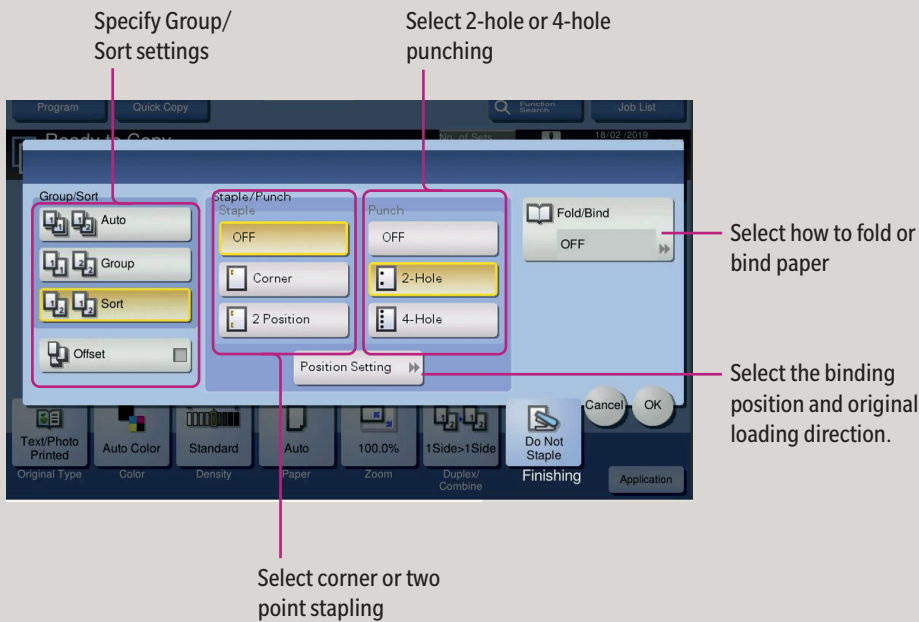 Specify Group/
Sort settings
Select 2-hole or 4-hole
punching
Program
Quick Copy
Function
Search
Job List
Ready to Copy
No. of Sets
18/02 /2019
Group/Sort
Auto
Group
Sort
Offset
Staple/Punch
Staple
OFF
Corner
2 Position
Punch
OFF
2-Hole
4-Hole
Position Setting
Fold/Bind
OFF
Select how to fold or
bind paper
Select the binding
position and original
loading direction.
Cancel
OK
Text/Photo
Printed
Auto Color
Standard
Auto
100.0%
1Side>1Side
Do Not
Staple
Original Type
Color
Density
Paper
Zoom
Duplex/
Combine
Finishing
Application
Select corner or two
point stapling